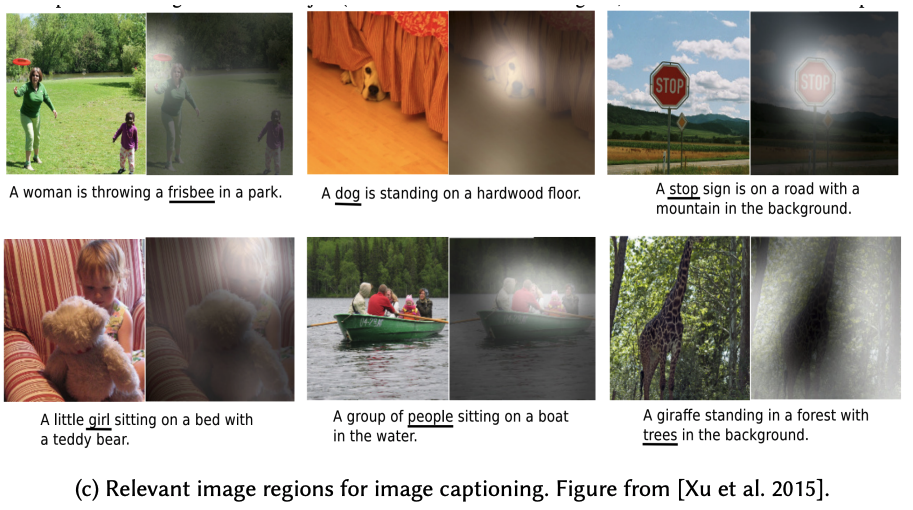 A woman is throwing a frisbee in a park.
A dog is standing on a hardwood floor.
STOP
STOP
A stop sign is on a road with a
mountain in the background.
A little girl sitting on a bed with
a teddy bear.
A group of people sitting on a boat
in the water.
A giraffe standing in a forest with
trees in the background.
(c) Relevant image regions for image captioning. Figure from [Xu et al. 2015].